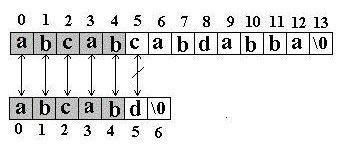 0 1 2 3 4 5 6 7 8 9 10 11 12 13
a b c a b c a b d a b b a \0
a b c a b d \0
0 1 2 3 4 5 6